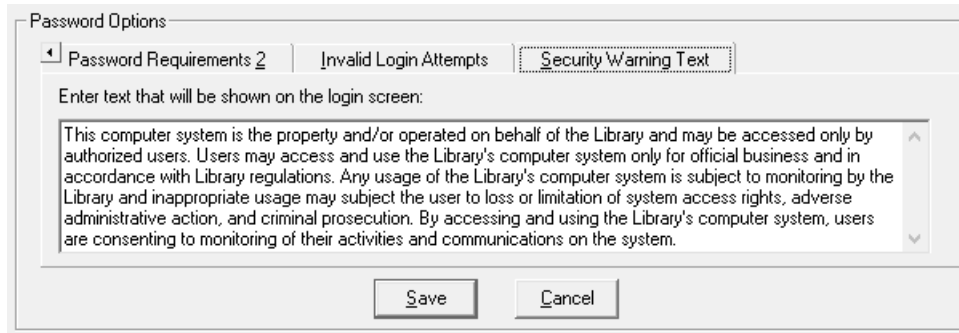 Password Options
Password Requirements 2 Invalid Login Attempts Security Warning Text
Enter text that will be shown on the login screen:
This computer system is the property and/or operated on behalf of the Library and may be accessed only by
authorized users. Users may access and use the Library's computer system only for official business and in
accordance with Library regulations. Any usage of the Library's computer system is subject to monitoring by the
Library and inappropriate usage may subject the user to loss or limitation of system access rights, adverse
administrative action, and criminal prosecution. By accessing and using the Library's computer system, users
are consenting to monitoring of their activities and communications on the system.
Save Cancel